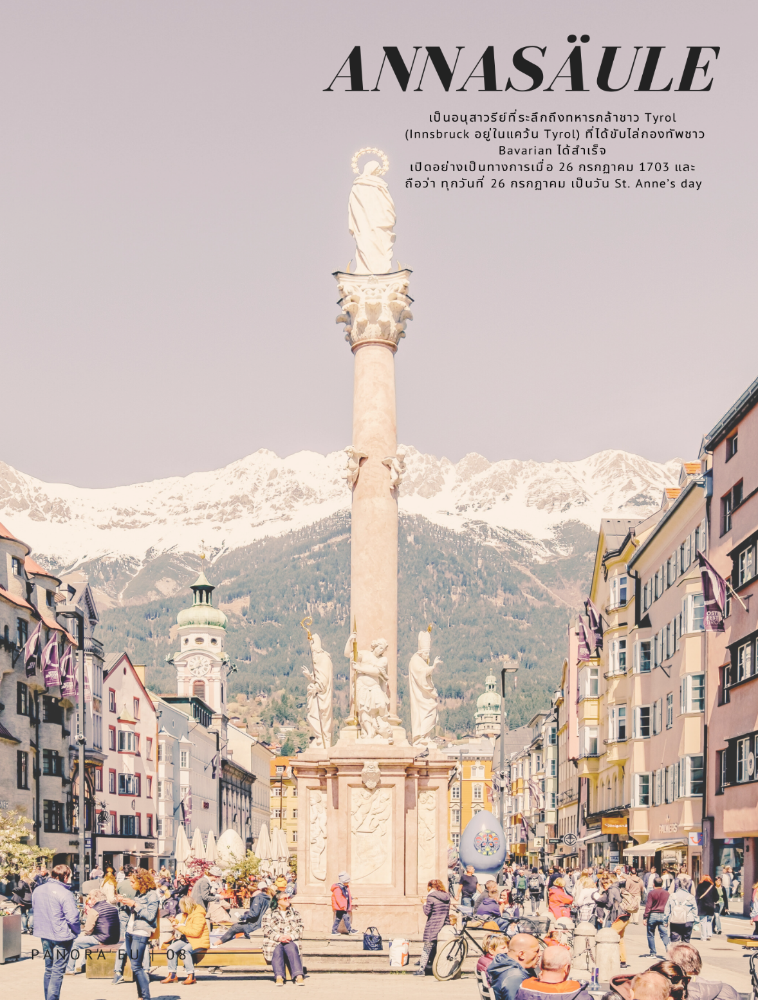 ANNASÄULE
เป็นอนุสาวรีย์ที่ระลึกถึงทหารกล้าชาว Tyrol
(Innsbruck อยู่ในแคว้น Tyrol) ที่ได้ขับไล่กองทัพชาว
Bavarian ได้สำเร็จ
เปิดอย่างเป็นทางการเมื่อ 26 กรกฏาคม 1703 และ
ถือว่า ทุกวันที่ 26 กรกฏาคม เป็นวัน St. Anne’s day
OSTER
FESTIVAL
TIROL
PALMERS
PANORA EU | 08